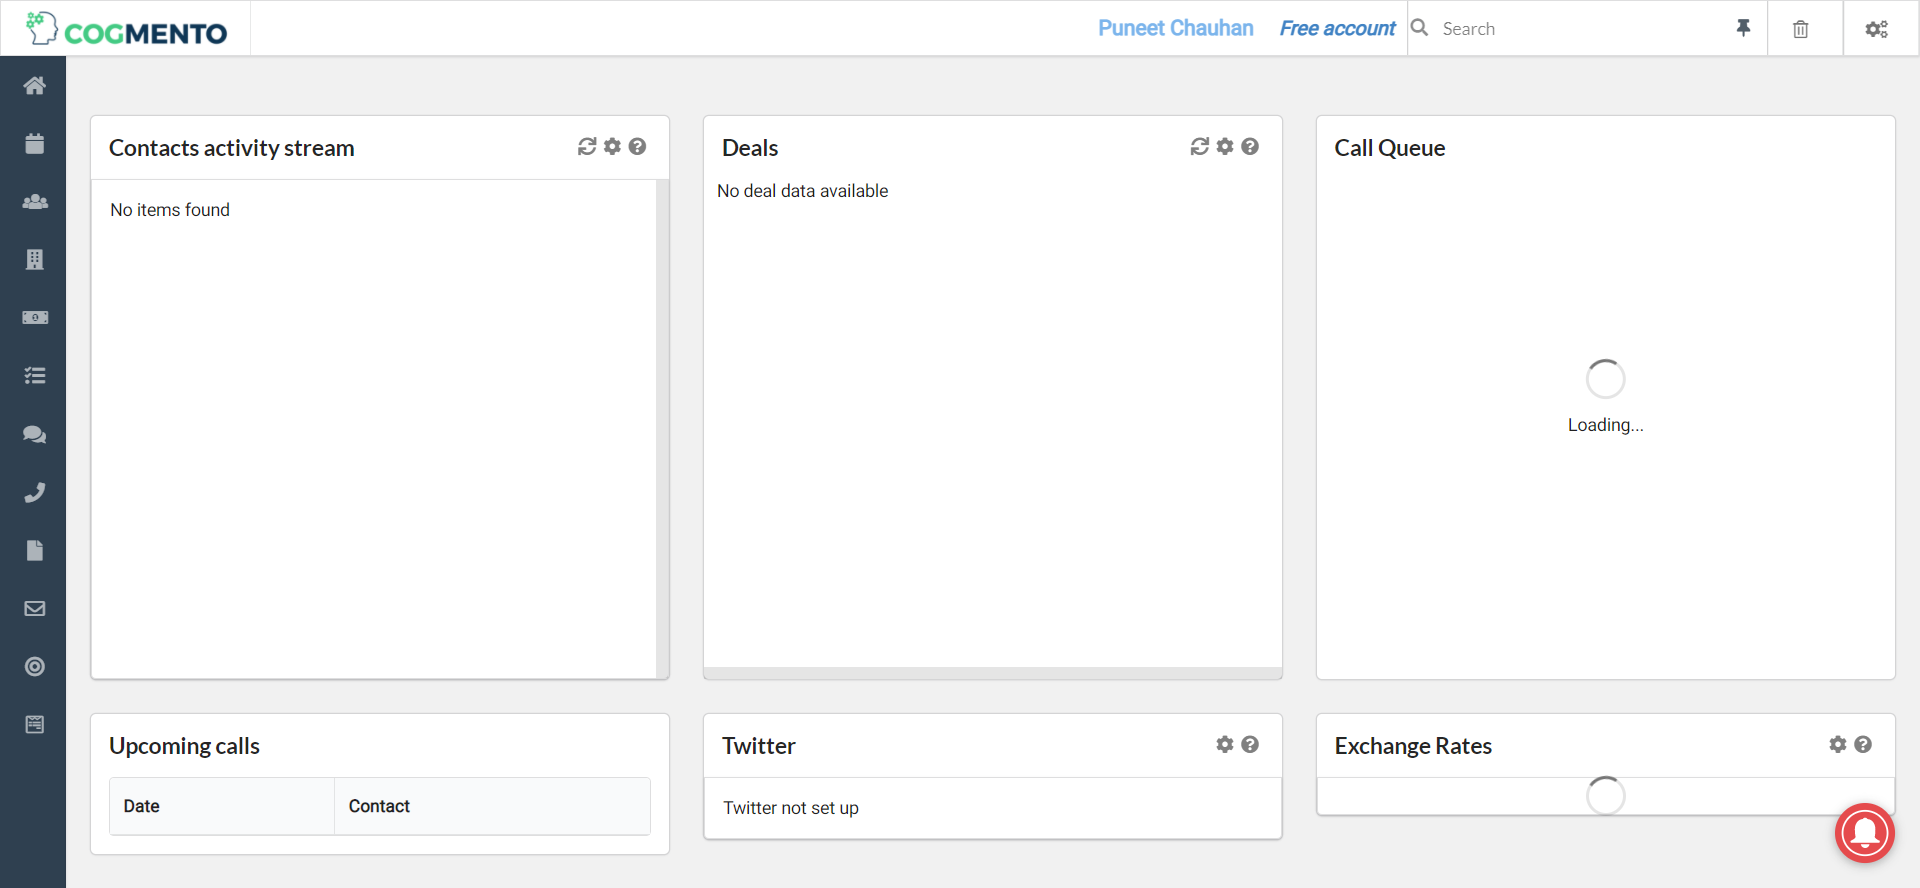 COGMENTO
Puneet Chauhan
Free account
Search
Contacts activity stream
No items found
Deals
No deal data available
Call Queue
Loading...
Upcoming calls
Date
Contact
Twitter
Twitter not set up
Exchange Rates